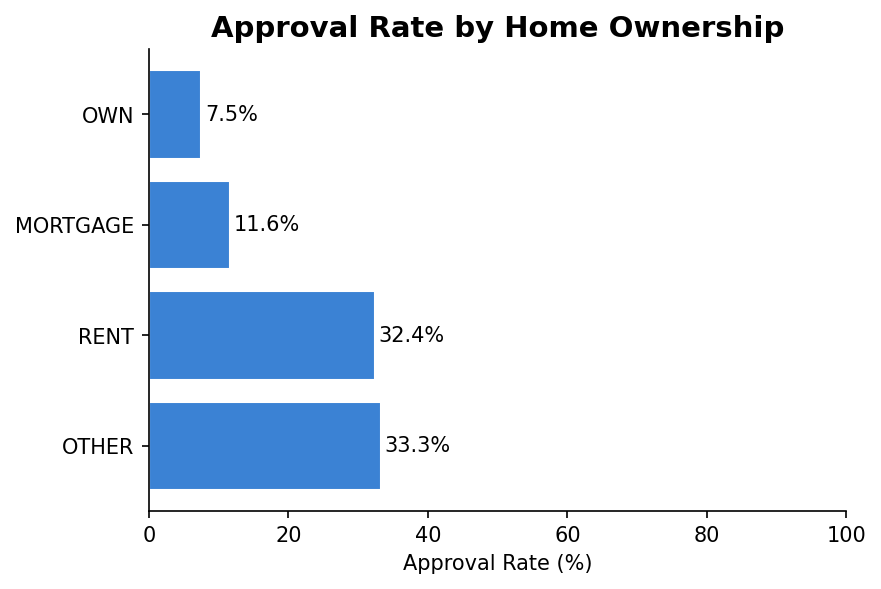 Approval Rate by Home Ownership
OWN 7.5%
MORTGAGE 11.6%
RENT 32.4%
OTHER 33.3%
0 20 40 60 80 100
Approval Rate (%)